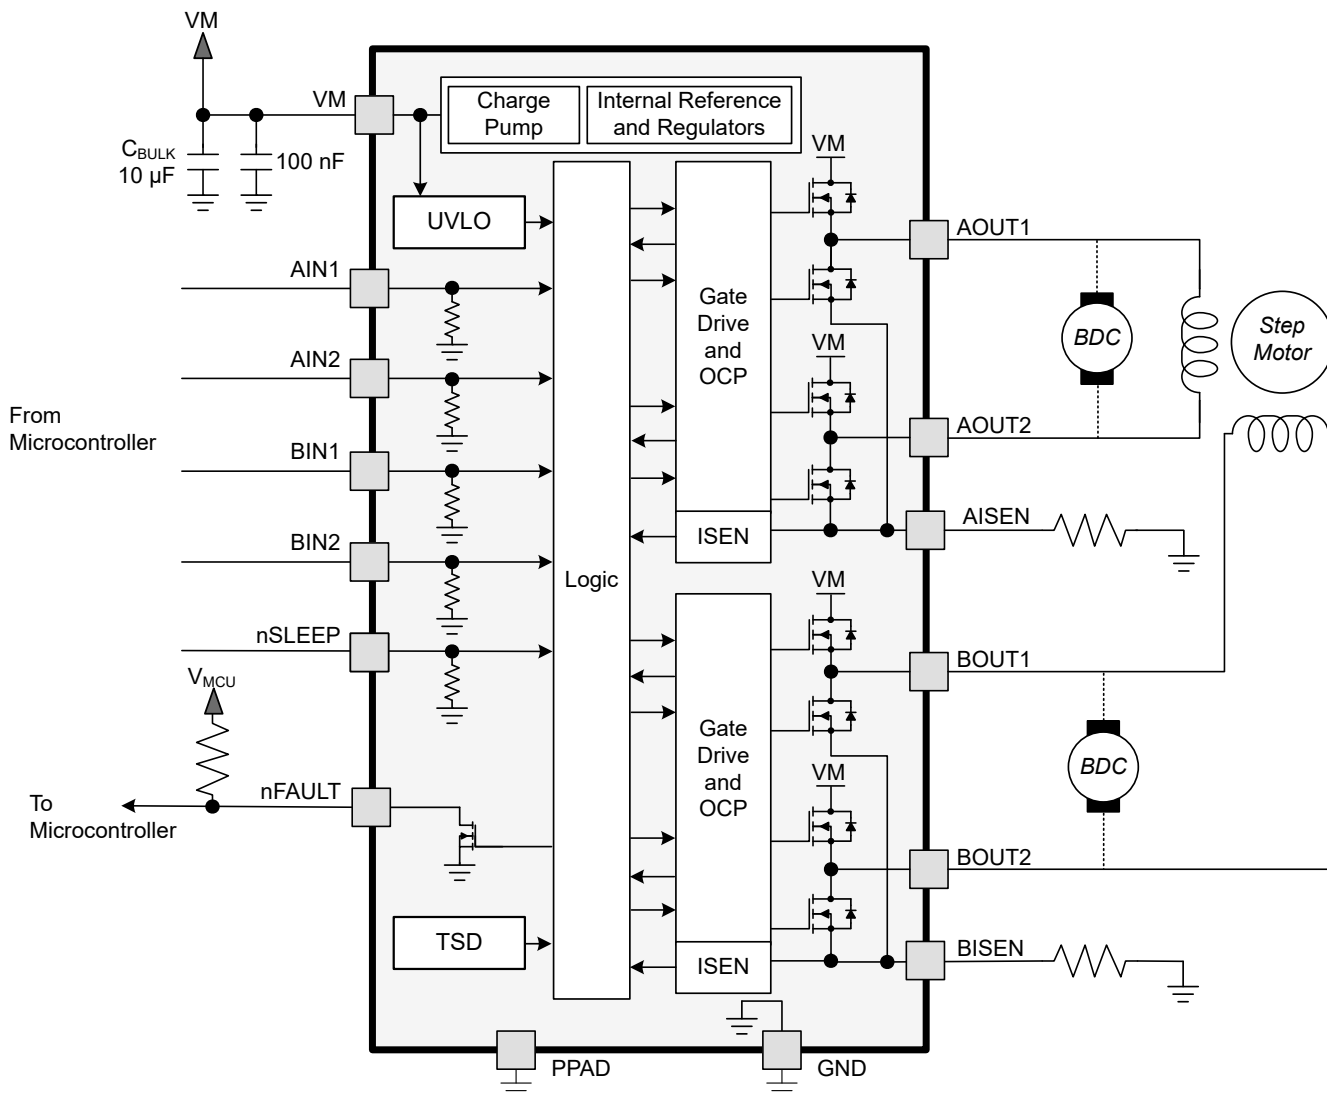 VM
VM
Charge
Pump
Internal Reference
and Regulators
C_BULK
10 µF
100 nF
UVLO
VM
AIN1
AOUT1
AIN2
Gate
Drive
and
OCP
VM
BDC
Step
Motor
From
Microcontroller
AOUT2
BIN1
AISEN
ISEN
BIN2
Logic
VM
nSLEEP
BOUT1
V_MCU
Gate
Drive
and
OCP
VM
BDC
nFAULT
To
Microcontroller
BOUT2
TSD
ISEN
BISEN
PPAD
GND